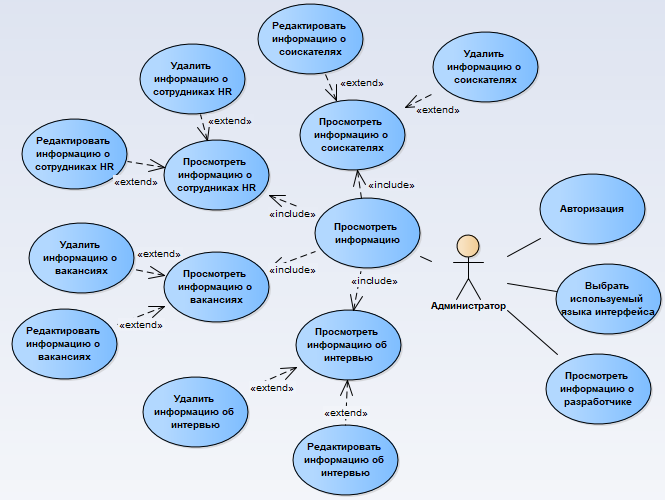 Редактировать
информацию о
соискателях
Удалить
информацию о
сотрудниках HR
Удалить
информацию о
соискателях
«extend»
«extend»
«extend»
Редактировать
информацию о
сотрудниках HR
«extend»
Просмотреть
информацию о
сотрудниках HR
Просмотреть
информацию о
соискателях
«include»
«include»
Просмотреть
информацию
Авторизация
Удалить
информацию о
вакансиях
«extend»
Просмотреть
информацию о
вакансиях
«include»
«include»
Администратор
Выбрать
используемый
языка интерфейса
Редактировать
информацию о
вакансиях
«extend»
Просмотреть
информацию об
интервью
Просмотреть
информацию о
разработчике
«extend»
Удалить
информацию об
интервью
«extend»
Редактировать
информацию об
интервью